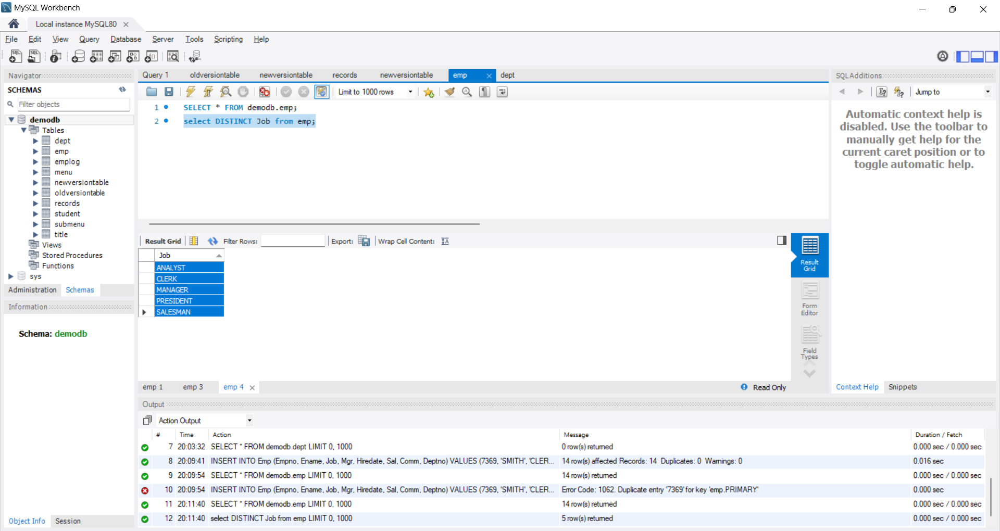 MySQL Workbench
Local instance MySQL80
File Edit View Query Database Server Tools Scripting Help
Navigator
SCHEMAS
Filter objects
demodb
Tables
dept
emp
emplog
menu
newversiontable
oldversiontable
records
student
submenu
title
Views
Stored Procedures
Functions
sys
Administration Schemas
Information
Schema: demodb
Object Info Session
Query 1 oldversiontable newversiontable records newversiontable emp dept
Limit to 1000 rows
1 SELECT * FROM demodb.emp;
2 select DISTINCT Job from emp;
Result Grid Filter Rows: Export: Wrap Cell Content:
Job
ANALYST
CLERK
MANAGER
PRESIDENT
SALESMAN
Result
Grid
Form
Editor
Field
Types
emp 1 emp 3 emp 4 Read Only
SQLAdditions
Jump to
Automatic context help is
disabled. Use the toolbar to
manually get help for the
current caret position or to
toggle automatic help.
Context Help Snippets
Output
Action Output
# Time Action Message Duration / Fetch
7 20:03:32 SELECT * FROM demodb.dept LIMIT 0, 1000 0 row(s) returned 0.000 sec / 0.000 sec
8 20:09:41 INSERT INTO Emp (Empno, Ename, Job, Mgr, Hiredate, Sal, Comm, Deptno) VALUES (7369, 'SMITH', 'CLER... 14 row(s) affected Records: 14 Duplicates: 0 Warnings: 0 0.016 sec
9 20:09:54 SELECT * FROM demodb.emp LIMIT 0, 1000 14 row(s) returned 0.000 sec / 0.000 sec
10 20:09:54 INSERT INTO Emp (Empno, Ename, Job, Mgr, Hiredate, Sal, Comm, Deptno) VALUES (7369, 'SMITH', 'CLER... Error Code: 1062. Duplicate entry '7369' for key 'emp.PRIMARY' 0.000 sec
11 20:11:40 SELECT * FROM demodb.emp LIMIT 0, 1000 14 row(s) returned 0.000 sec / 0.000 sec
12 20:11:40 select DISTINCT Job from emp LIMIT 0, 1000 5 row(s) returned 0.000 sec / 0.000 sec